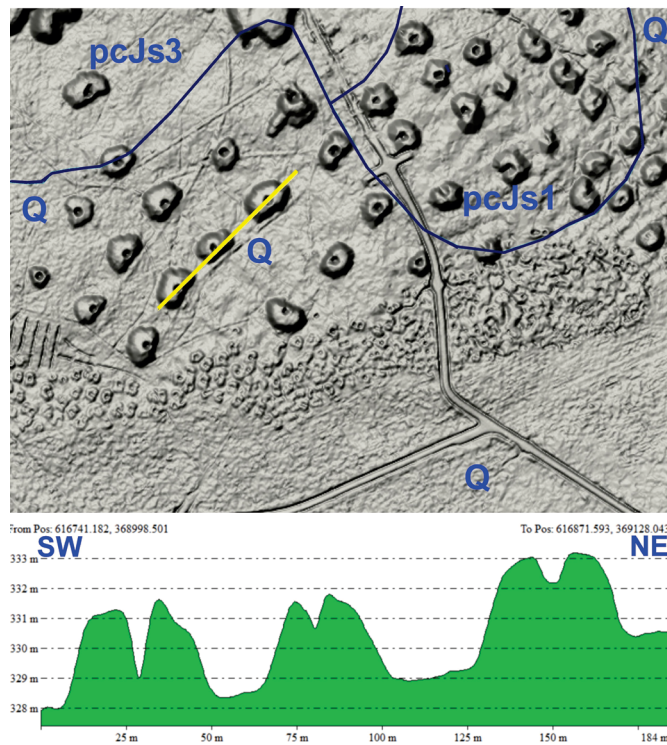 Q
pcJs3
Q
pcJs1
Q
Q
From Pos: 616741.182, 368998.501
To Pos: 616871.593, 369128.043
SW
NE
333 m
332 m
331 m
330 m
329 m
328 m
25 m
50 m
75 m
100 m
125 m
150 m
184 m